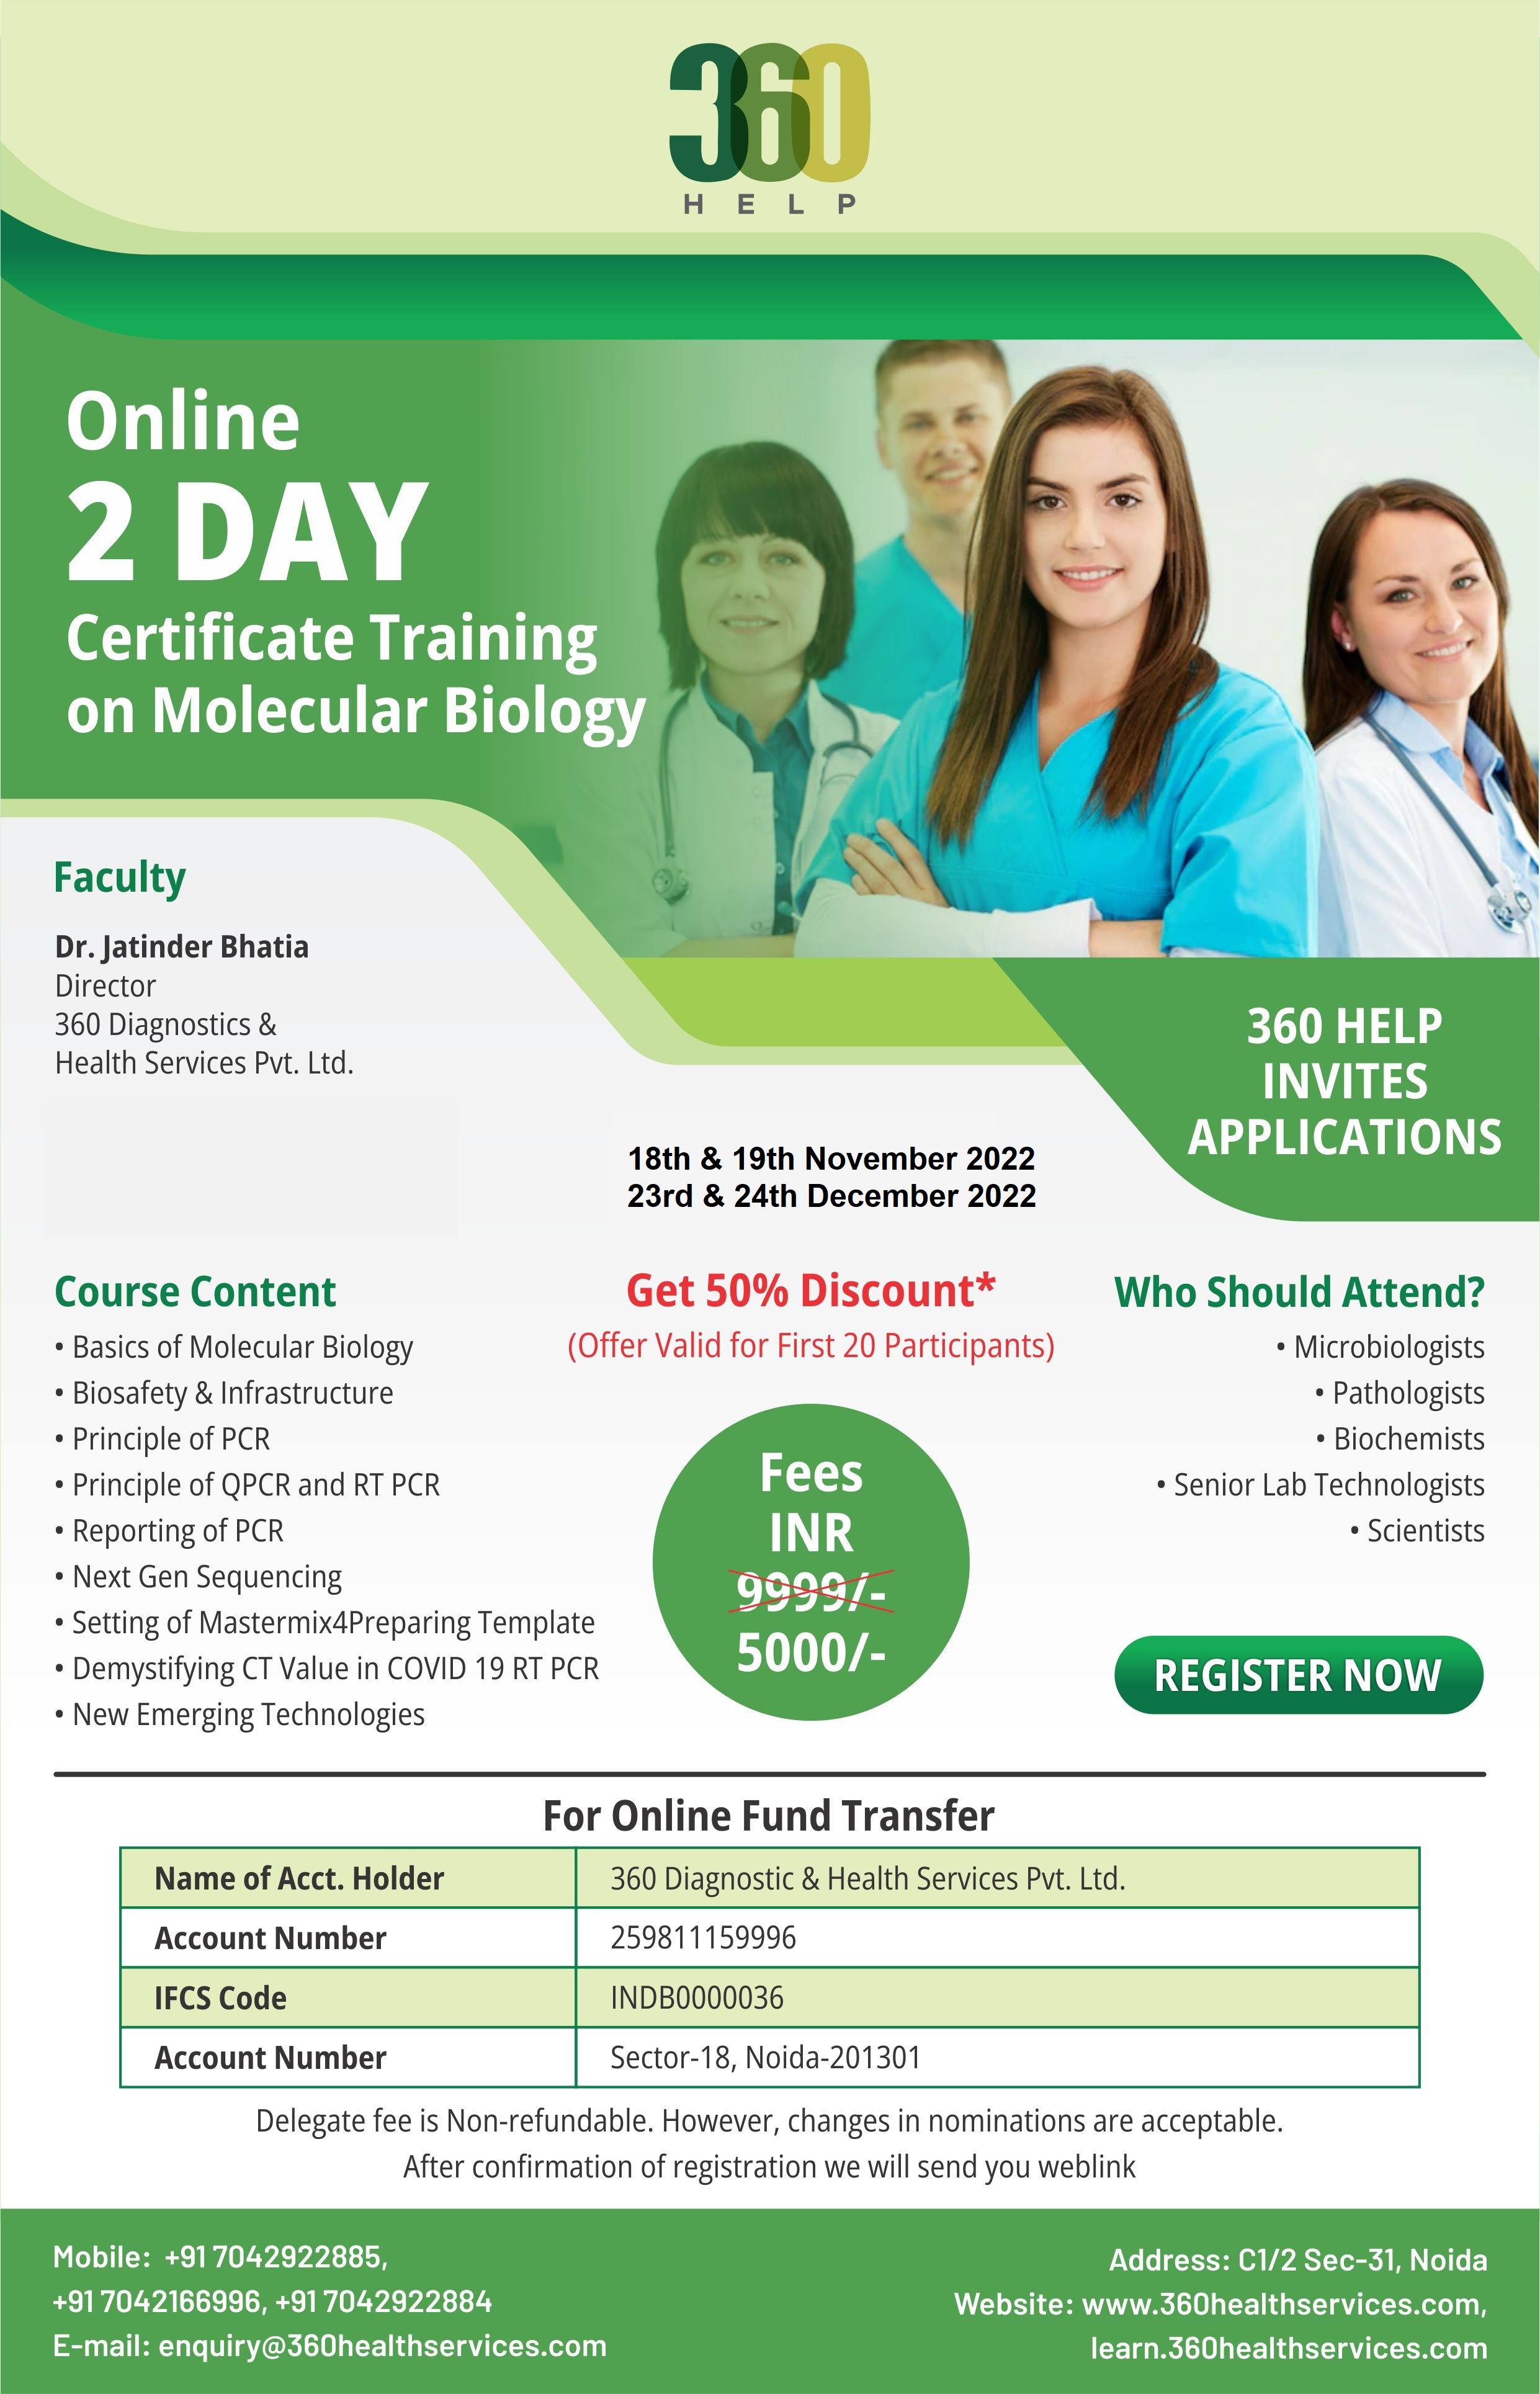 360
HELP
Online
2 DAY
Certificate Training
on Molecular Biology
Faculty
Dr. Jatinder Bhatia
Director
360 Diagnostics &
Health Services Pvt. Ltd.
360 HELP
INVITES
APPLICATIONS
18th & 19th November 2022
23rd & 24th December 2022
Course Content
• Basics of Molecular Biology
• Biosafety & Infrastructure
• Principle of PCR
• Principle of QPCR and RT PCR
• Reporting of PCR
• Next Gen Sequencing
• Setting of Mastermix4Preparing Template
• Demystifying CT Value in COVID 19 RT PCR
• New Emerging Technologies
Get 50% Discount*
(Offer Valid for First 20 Participants)
Fees
INR
9999/-
5000/-
Who Should Attend?
• Microbiologists
• Pathologists
• Biochemists
• Senior Lab Technologists
• Scientists
REGISTER NOW
For Online Fund Transfer
Name of Acct. Holder 360 Diagnostic & Health Services Pvt. Ltd.
Account Number 259811159996
IFCS Code INDB0000036
Account Number Sector-18, Noida-201301
Delegate fee is Non-refundable. However, changes in nominations are acceptable.
After confirmation of registration we will send you weblink
Mobile: +91 7042922885,
+91 7042166996, +91 7042922884
E-mail: enquiry@360healthservices.com
Address: C1/2 Sec-31, Noida
Website: www.360healthservices.com,
learn.360healthservices.com